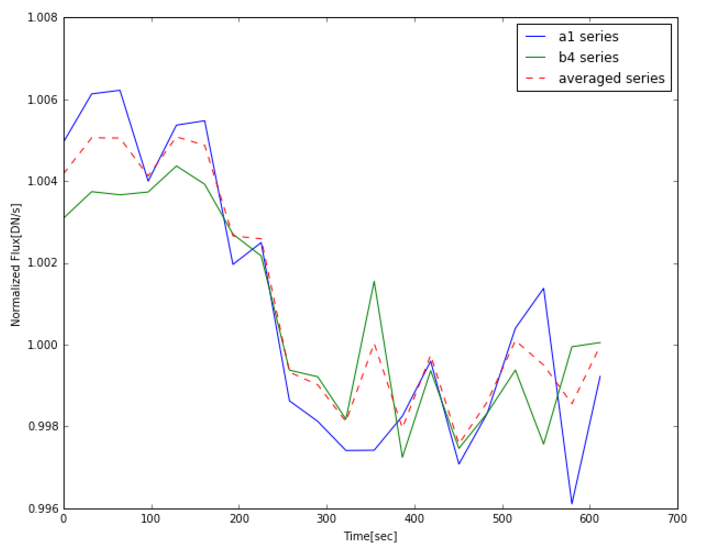 1.008
1.006
1.004
1.002
1.000
0.998
0.996
Normalized Flux[DN/s]
a1 series
b4 series
averaged series
0 100 200 300 400 500 600 700
Time[sec]